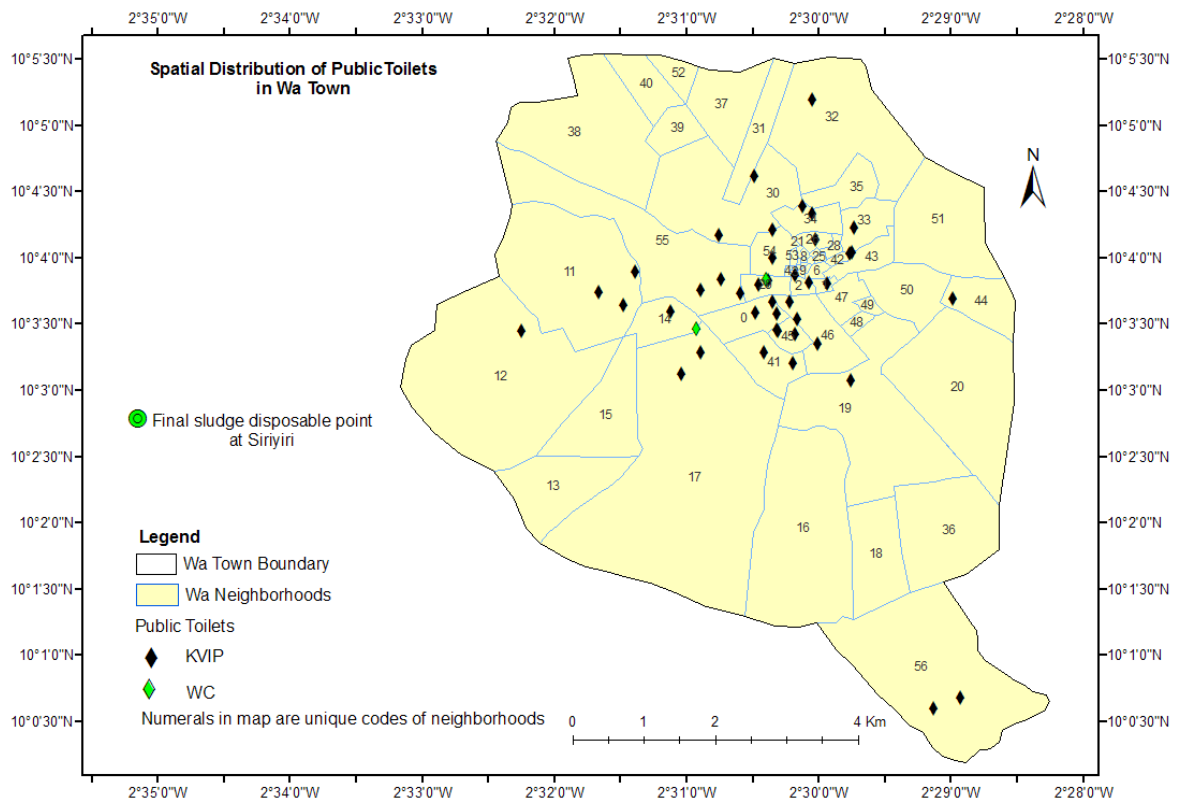 2°35'0"W 2°34'0"W 2°33'0"W 2°32'0"W 2°31'0"W 2°30'0"W 2°29'0"W 2°28'0"W
Spatial Distribution of Public Toilets
in Wa Town
10°5'30"N 10°5'30"N
10°5'0"N 10°5'0"N
10°4'30"N 10°4'30"N
10°4'0"N 10°4'0"N
10°3'30"N 10°3'30"N
10°3'0"N 10°3'0"N
10°2'30"N 10°2'30"N
10°2'0"N 10°2'0"N
10°1'30"N 10°1'30"N
10°1'0"N 10°1'0"N
10°0'30"N 10°0'30"N
N
52
40
37
32
39
31
38
30
35
34
33
51
55
21
28
54
53
8
25
42
43
11
9
6
2
50
47
44
49
14
0
48
45
46
41
12
20
15
19
17
13
16
36
18
56
Final sludge disposable point
at Siriyiri
Legend
Wa Town Boundary
Wa Neighborhoods
Public Toilets
KVIP
WC
Numerals in map are unique codes of neighborhoods
0 1 2 4 Km
2°35'0"W 2°34'0"W 2°33'0"W 2°32'0"W 2°31'0"W 2°30'0"W 2°29'0"W 2°28'0"W